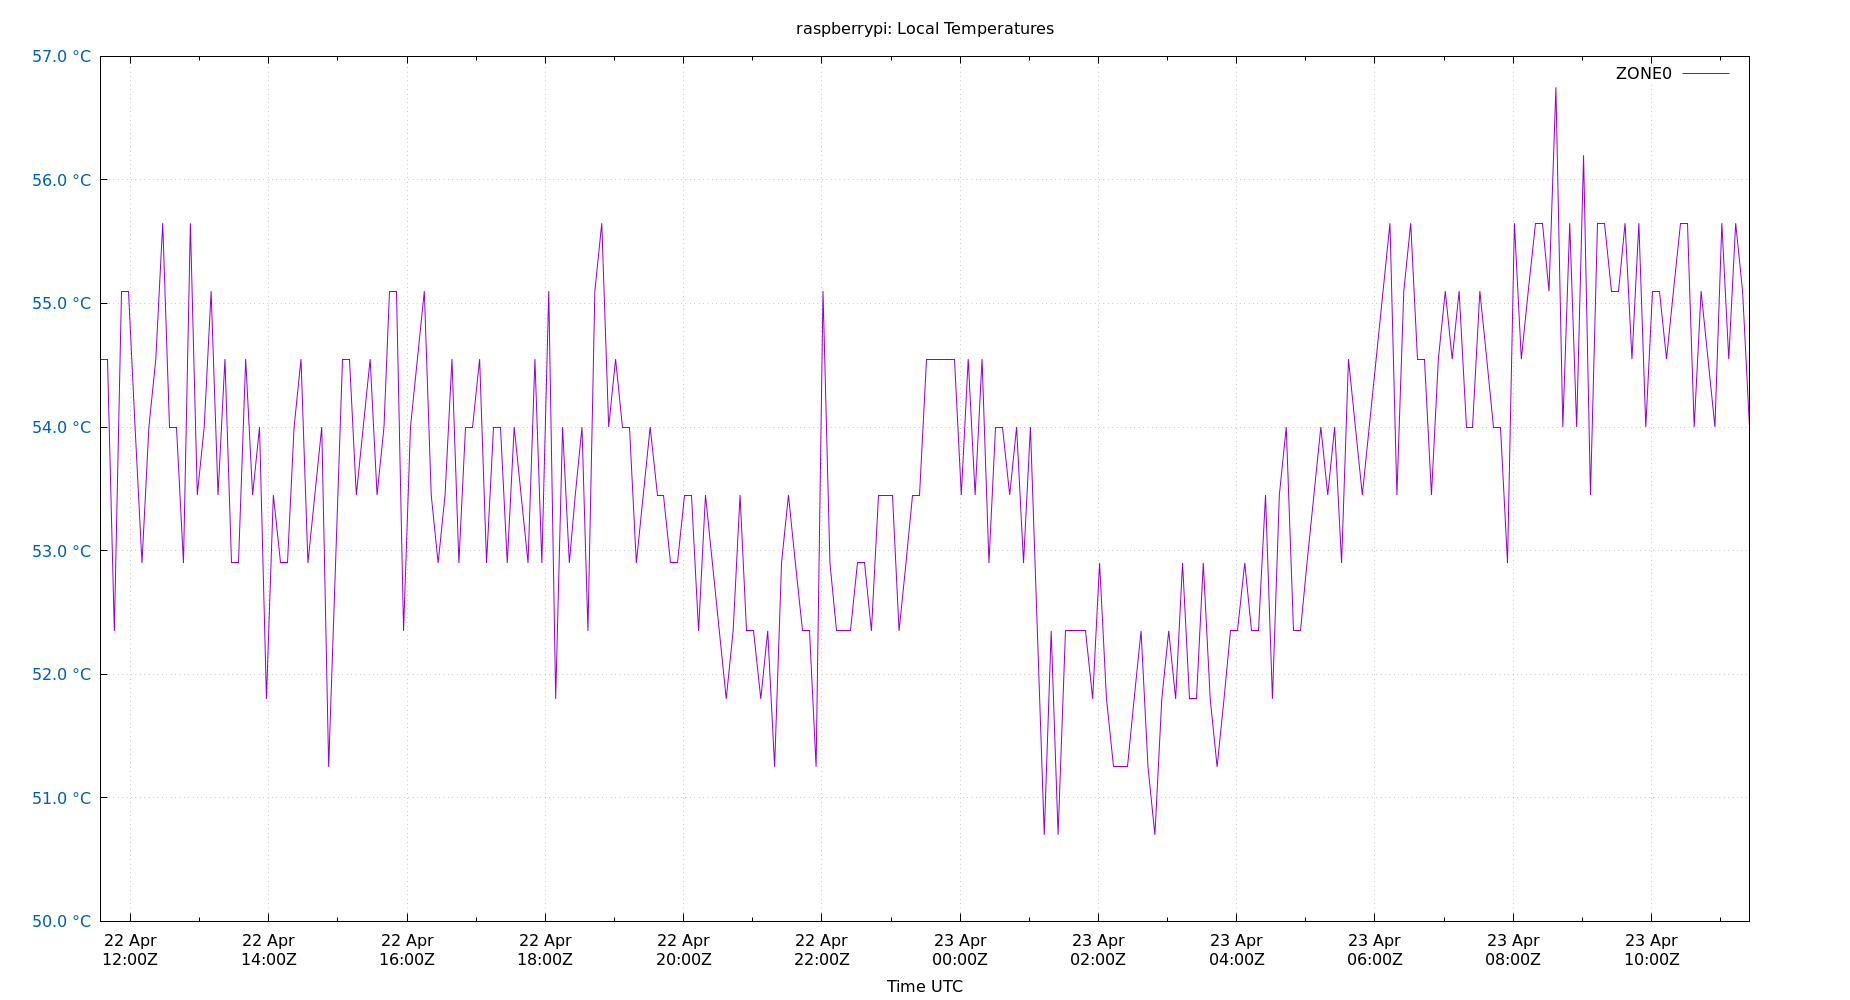 raspberrypi: Local Temperatures
57.0 °C
ZONE0
56.0 °C
55.0 °C
54.0 °C
53.0 °C
52.0 °C
51.0 °C
50.0 °C
22 Apr 22 Apr 22 Apr 22 Apr 22 Apr 22 Apr 23 Apr 23 Apr 23 Apr 23 Apr 23 Apr 23 Apr
12:00Z 14:00Z 16:00Z 18:00Z 20:00Z 22:00Z 00:00Z 02:00Z 04:00Z 06:00Z 08:00Z 10:00Z
Time UTC